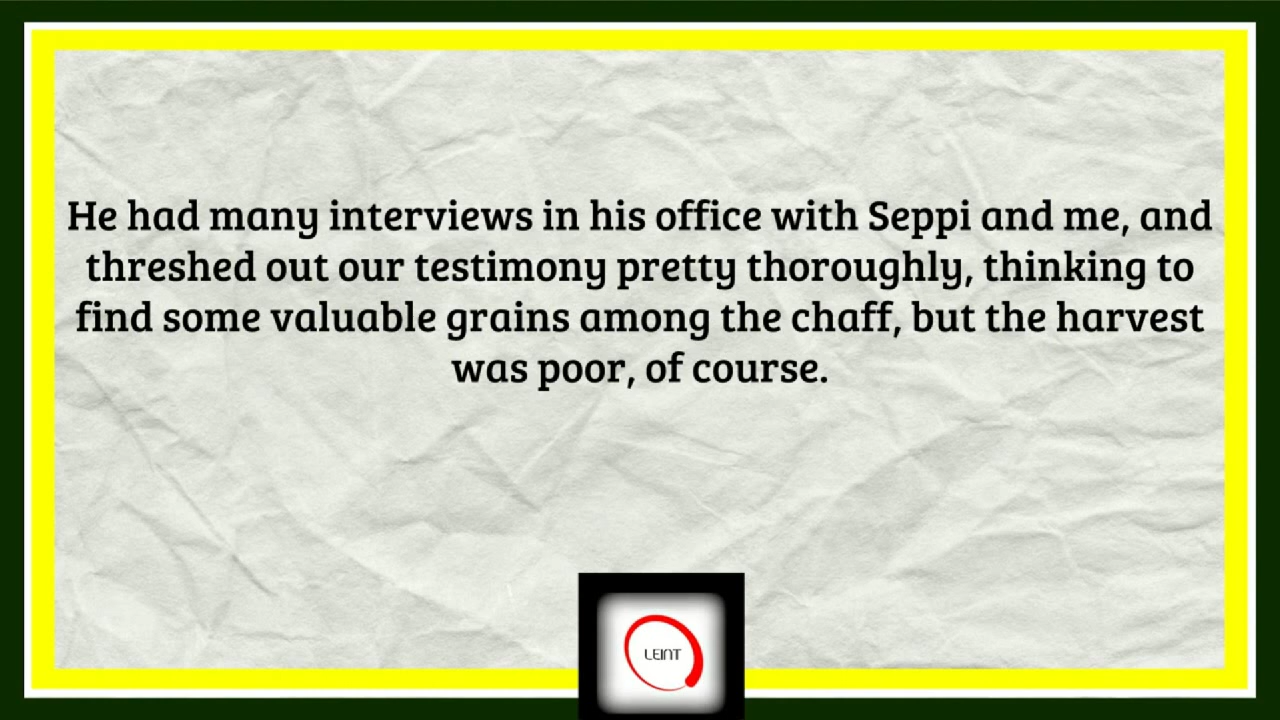 He had many interviews in his office with Seppi and me, and
threshed out our testimony pretty thoroughly, thinking to
find some valuable grains among the chaff, but the harvest
was poor, of course.
LEINT